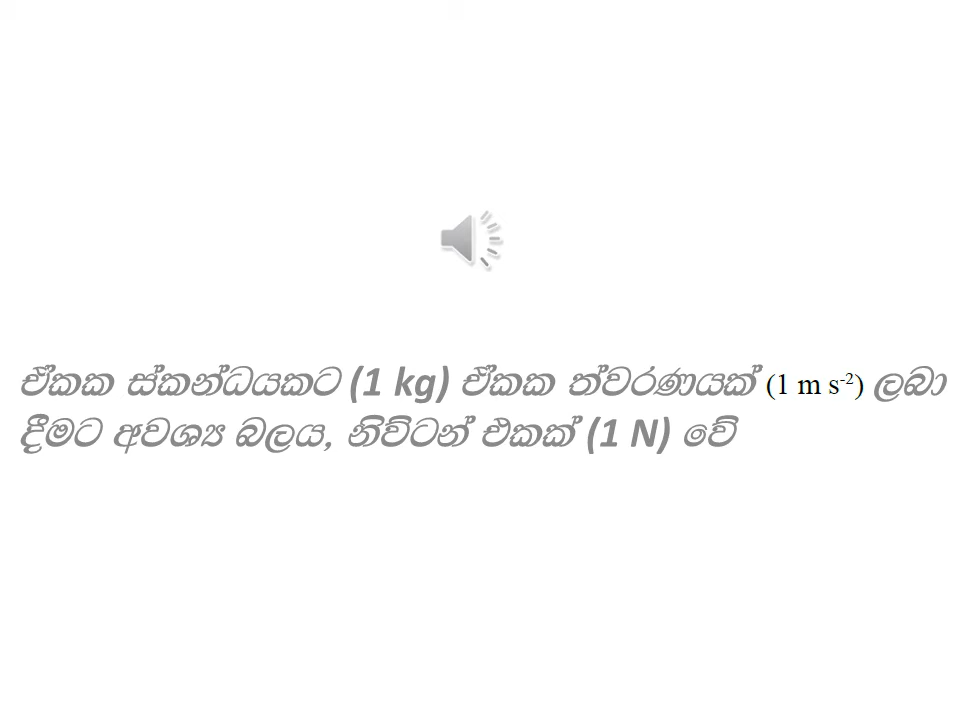 ඒකක ස්කන්ධයකට (1 kg) ඒකක ත්වරණයක් (1 m s⁻²) ලබා
දීමට අවශ්‍ය බලය, නිව්ටන් එකක් (1 N) වේ